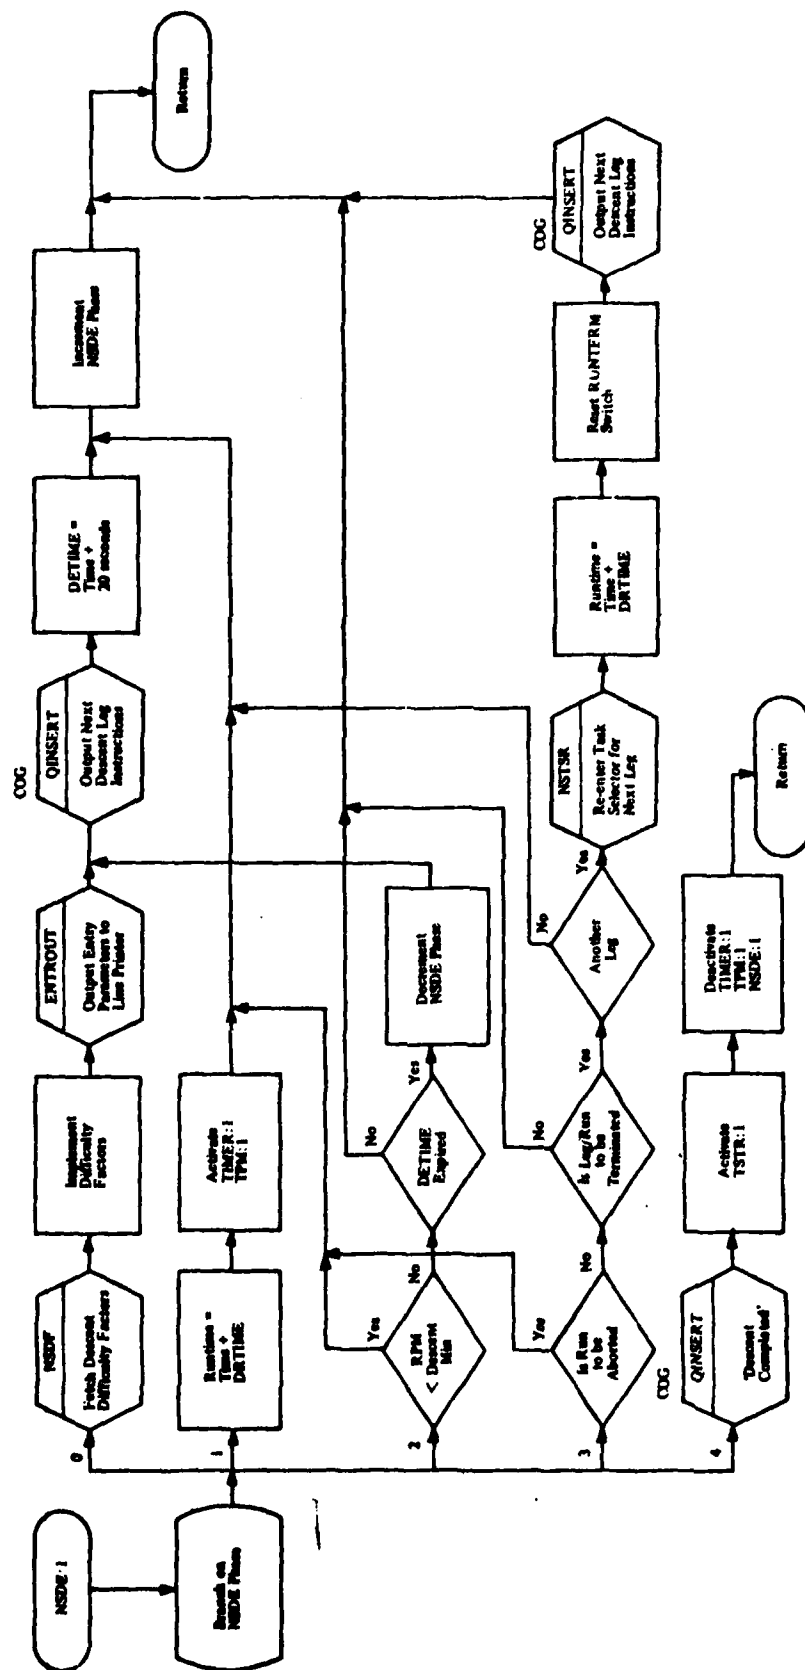 NSDE:1
Branch on
NSDE Phase
0
NSDF
Fetch Descent
Difficulty Factors
Implement
Difficulty
Factors
ENTROUT
Output Entry
Parameters to
Line Printer
COG
QINSERT
Output Next
Descent Leg
Instructions
DETIME =
Time +
20 seconds
Increment
NSDE Phase
Return
1
Runtime =
Time +
DRTIME
Activate
TIMER:1
TPM:1
2
RPM
< Descent
Min
Yes
No
DETIME
Expired
No
Yes
Decrement
NSDE Phase
3
Is Run
to be
Aborted
Yes
No
Is Leg/Run
to be
Terminated
No
Yes
Another
Leg
No
Yes
NSTSR
Re-enter Task
Selector for
Next Leg
Runtime =
Time +
DRTIME
Reset RUNTERM
Switch
COG
QINSERT
Output Next
Descent Leg
Instructions
4
COG
QINSERT
'Descent
Completed'
Activate
TSTR:1
Deactivate
TIMER:1
TPM:1
NSDE:1
Return